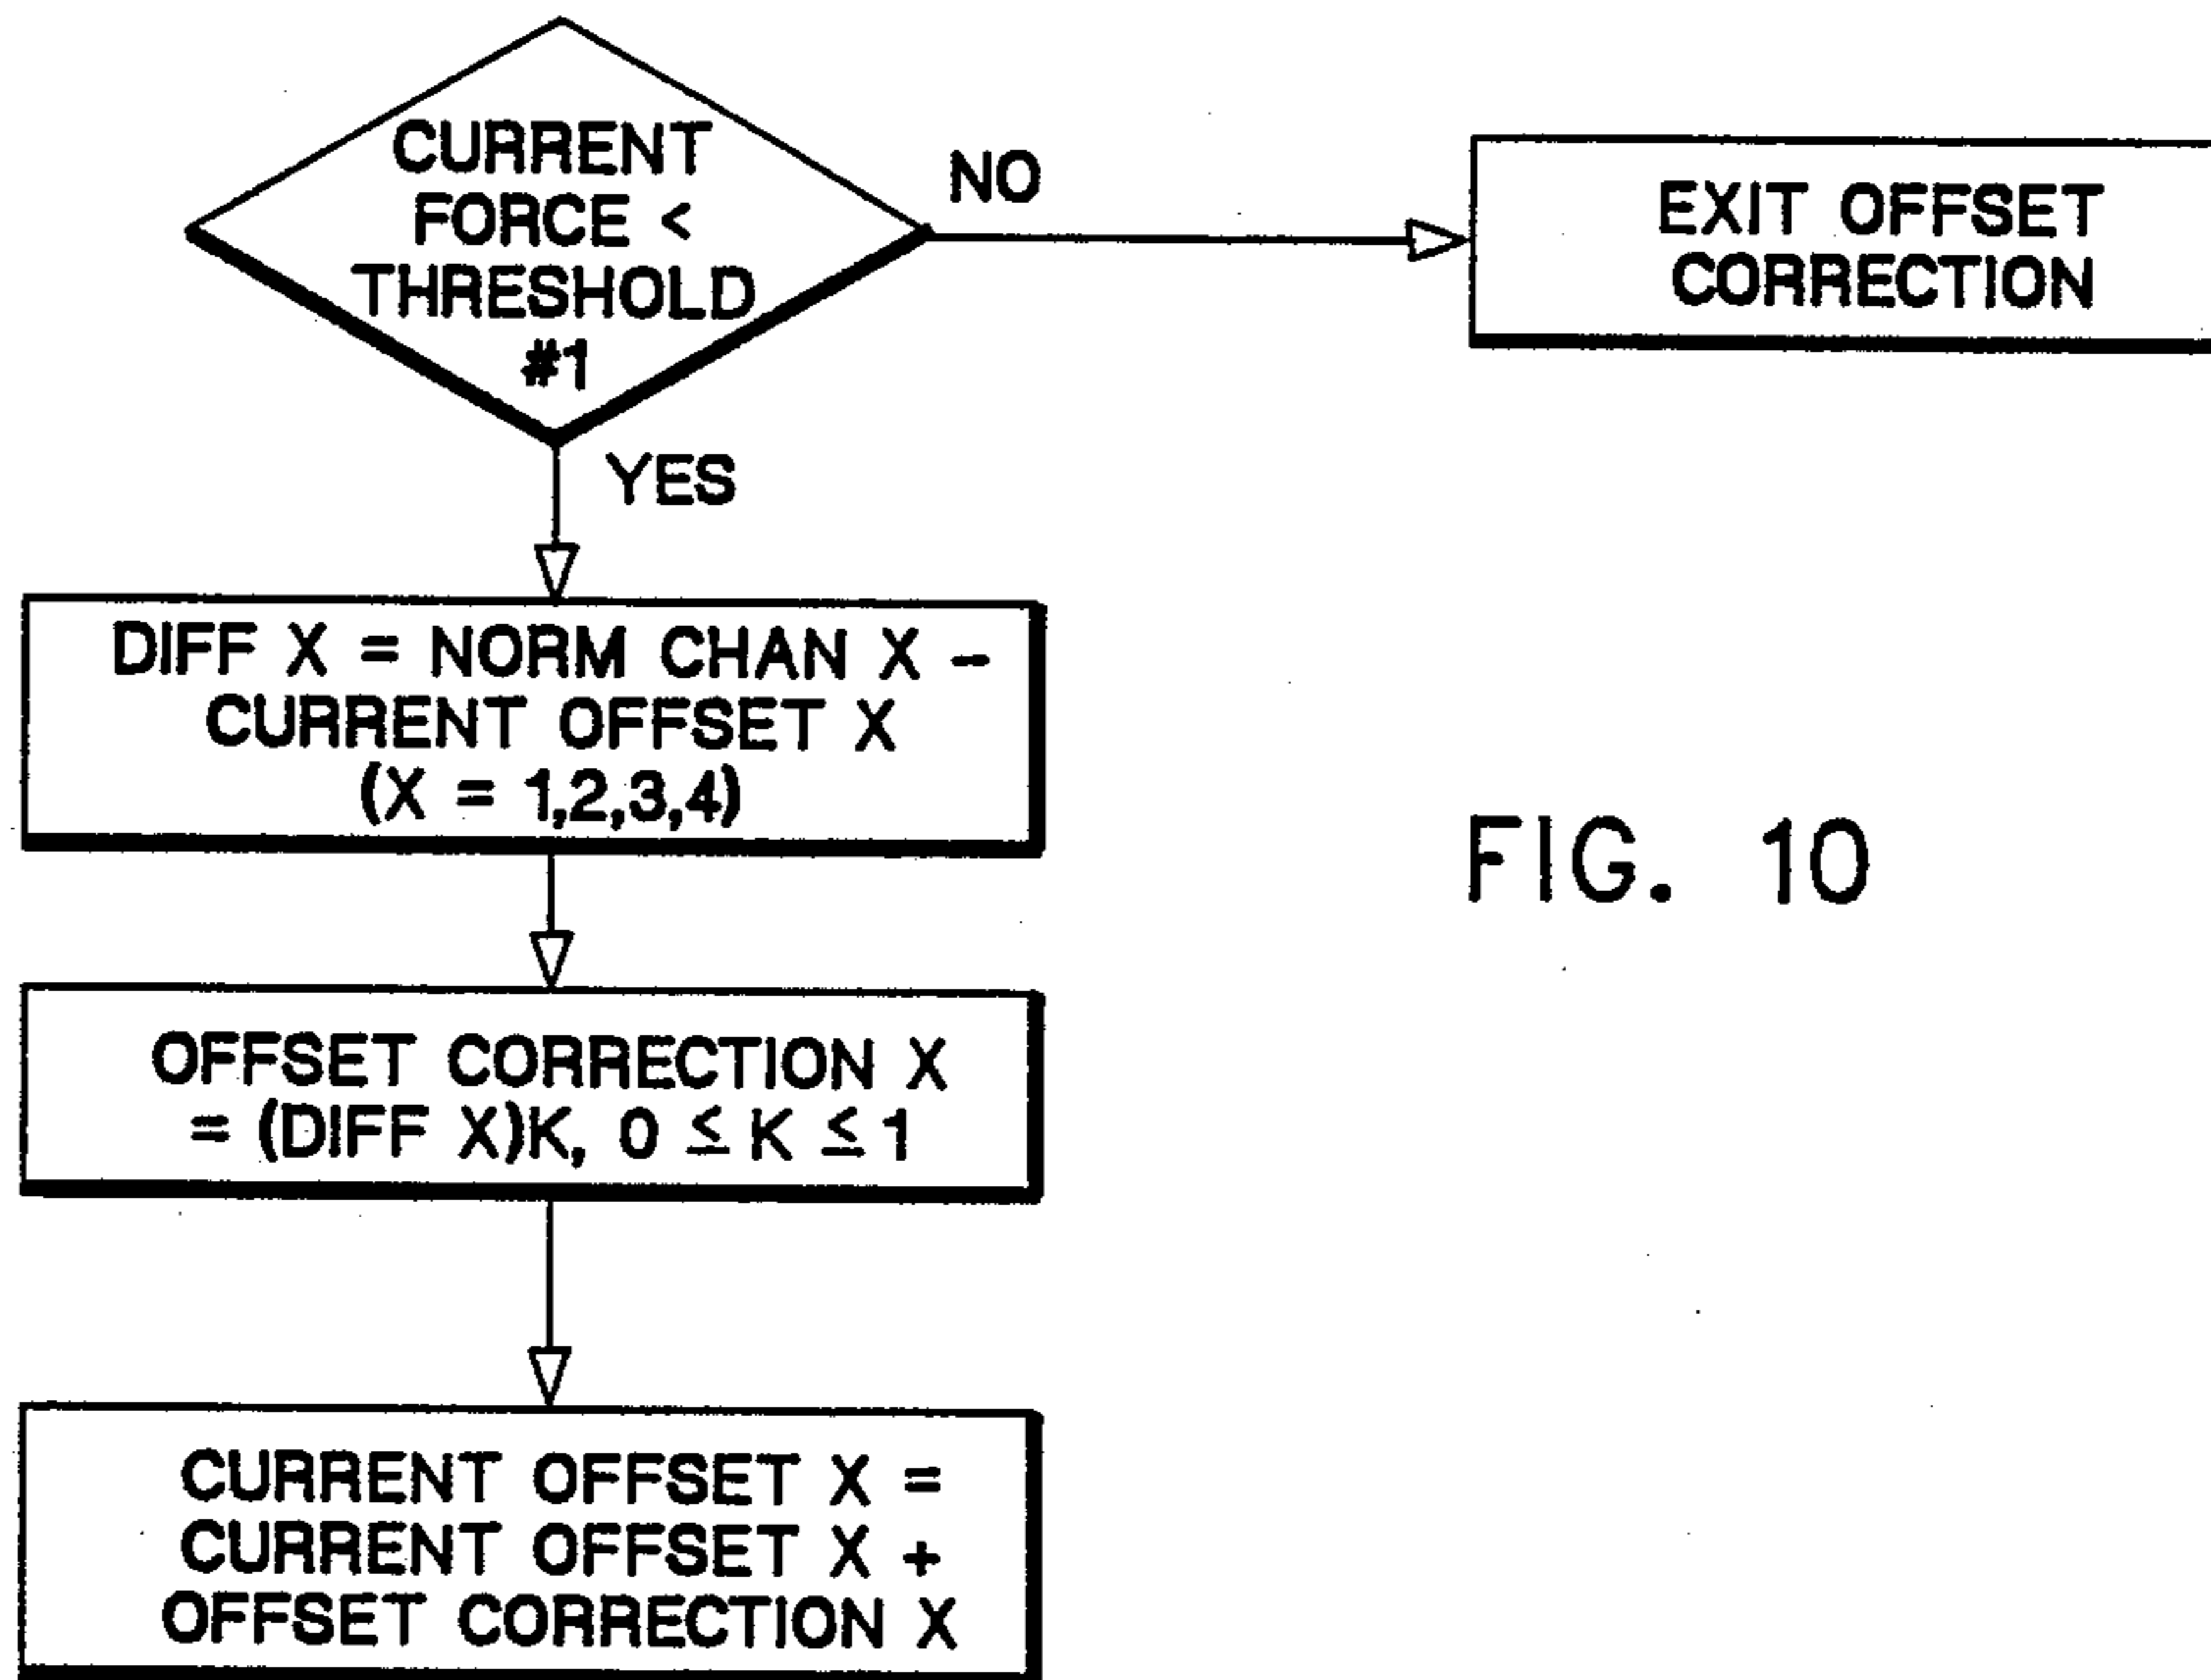 CURRENT
FORCE <
THRESHOLD
#1
NO
EXIT OFFSET
CORRECTION
YES
DIFF X = NORM CHAN X -
CURRENT OFFSET X
(X = 1,2,3,4)
OFFSET CORRECTION X
= (DIFF X)K, 0 ≤ K ≤ 1
CURRENT OFFSET X =
CURRENT OFFSET X +
OFFSET CORRECTION X
FIG. 10